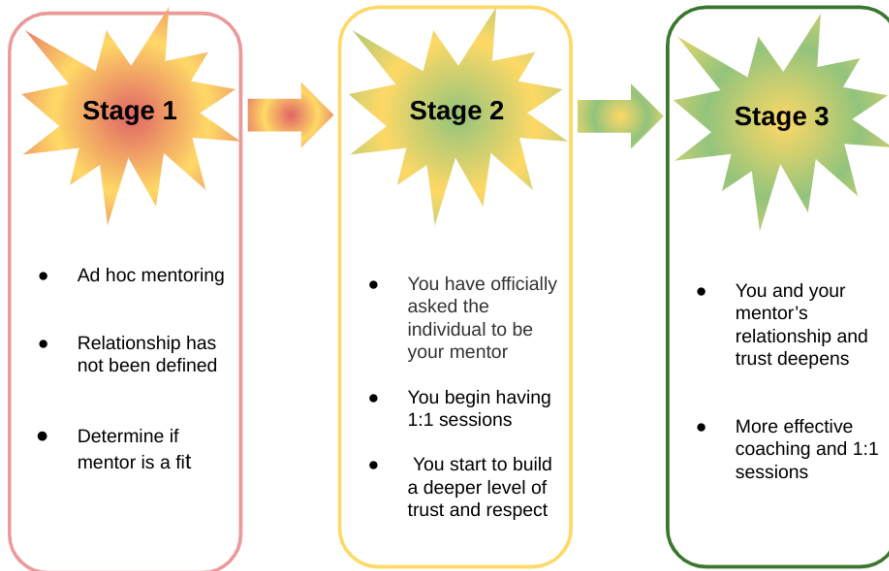 Stage 1
● Ad hoc mentoring
● Relationship has
not been defined
● Determine if
mentor is a fit
Stage 2
● You have officially
asked the
individual to be
your mentor
● You begin having
1:1 sessions
● You start to build
a deeper level of
trust and respect
Stage 3
● You and your
mentor’s
relationship and
trust deepens
● More effective
coaching and 1:1
sessions